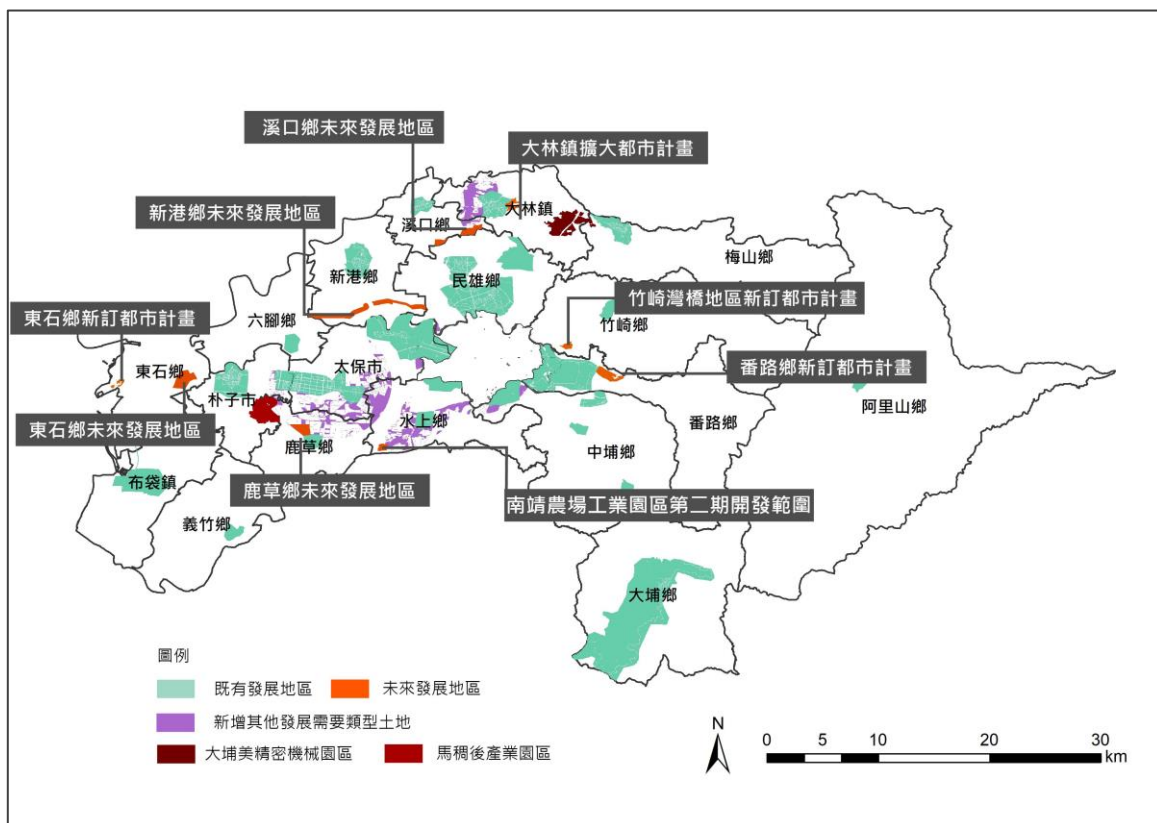 溪口鄉未來發展地區
大林鎮擴大都市計畫
新港鄉未來發展地區
大林鎮
溪口鄉
梅山鄉
新港鄉
民雄鄉
竹崎灣橋地區新訂都市計畫
東石鄉新訂都市計畫
六腳鄉
竹崎鄉
太保市
東石鄉
番路鄉新訂都市計畫
朴子市
阿里山鄉
水上鄉
番路鄉
東石鄉未來發展地區
鹿草鄉
中埔鄉
鹿草鄉未來發展地區
布袋鎮
南靖農場工業園區第二期開發範圍
義竹鄉
大埔鄉
圖例
既有發展地區
未來發展地區
新增其他發展需要類型土地
大埔美精密機械園區
馬稠後產業園區
N
0 5 10 20 30
km